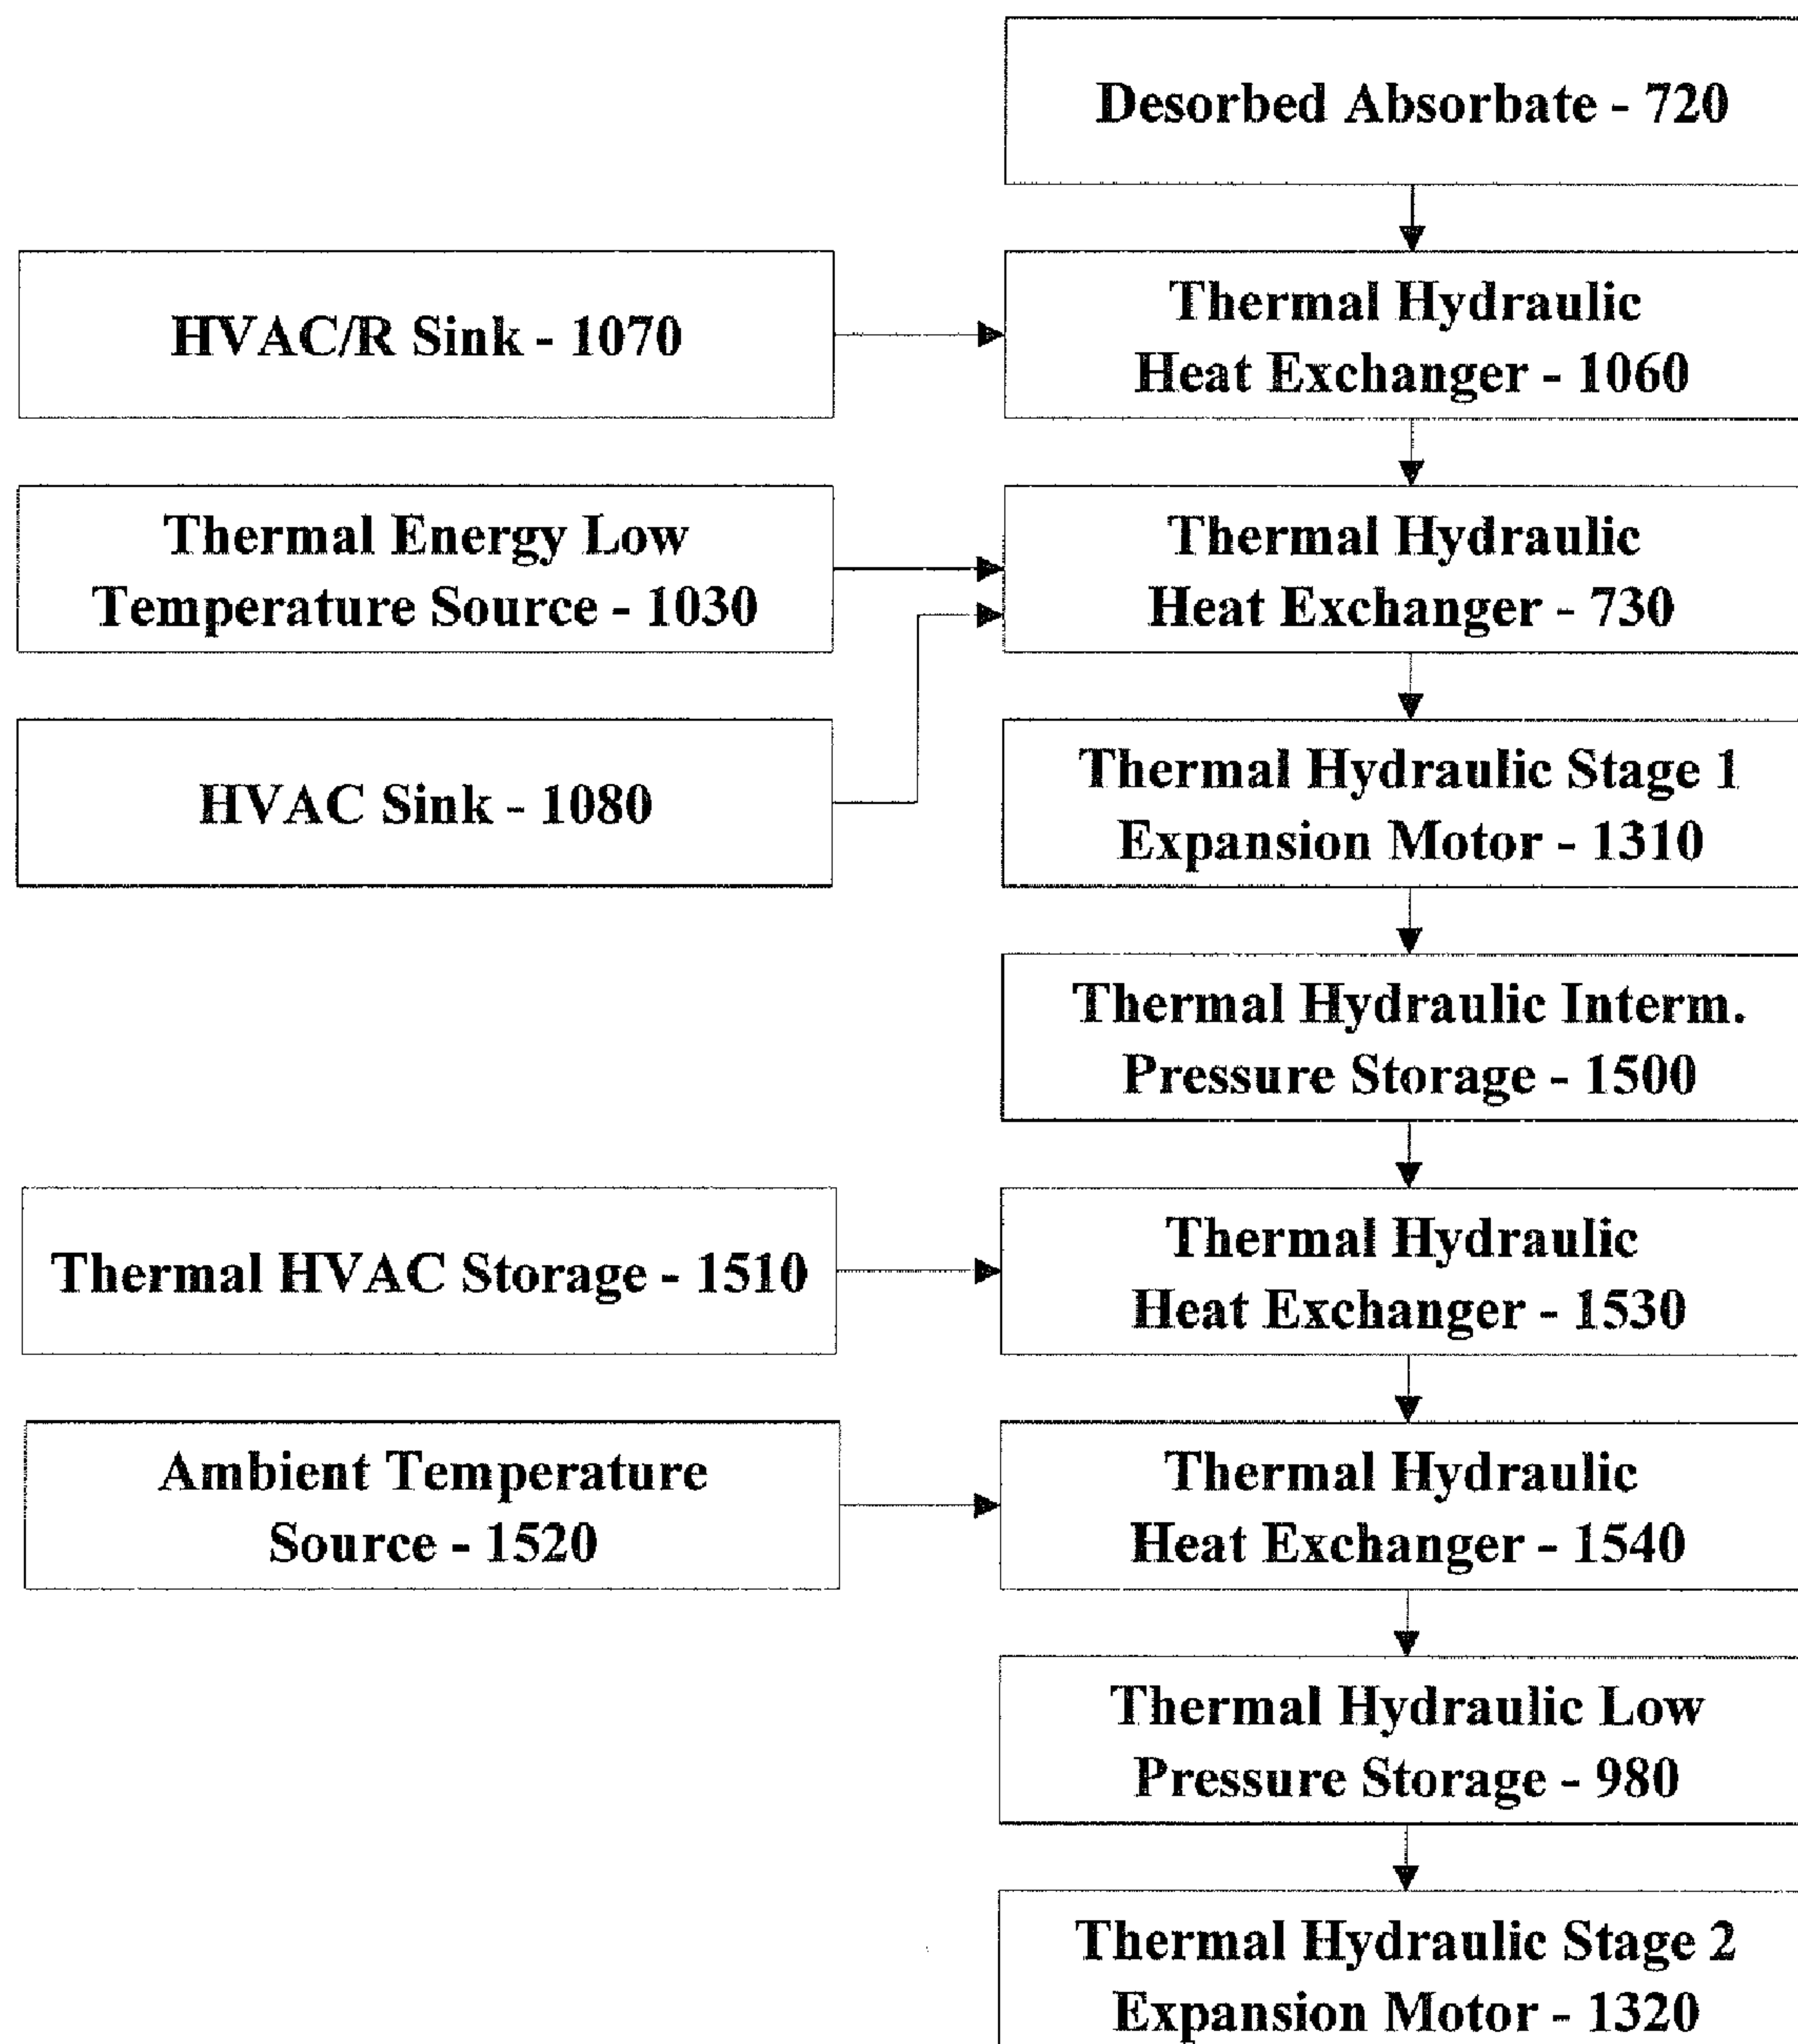 Desorbed Absorbate - 720
HVAC/R Sink - 1070
Thermal Hydraulic
Heat Exchanger - 1060
Thermal Energy Low
Temperature Source - 1030
Thermal Hydraulic
Heat Exchanger - 730
HVAC Sink - 1080
Thermal Hydraulic Stage 1
Expansion Motor - 1310
Thermal Hydraulic Interm.
Pressure Storage - 1500
Thermal HVAC Storage - 1510
Thermal Hydraulic
Heat Exchanger - 1530
Ambient Temperature
Source - 1520
Thermal Hydraulic
Heat Exchanger - 1540
Thermal Hydraulic Low
Pressure Storage - 980
Thermal Hydraulic Stage 2
Expansion Motor - 1320